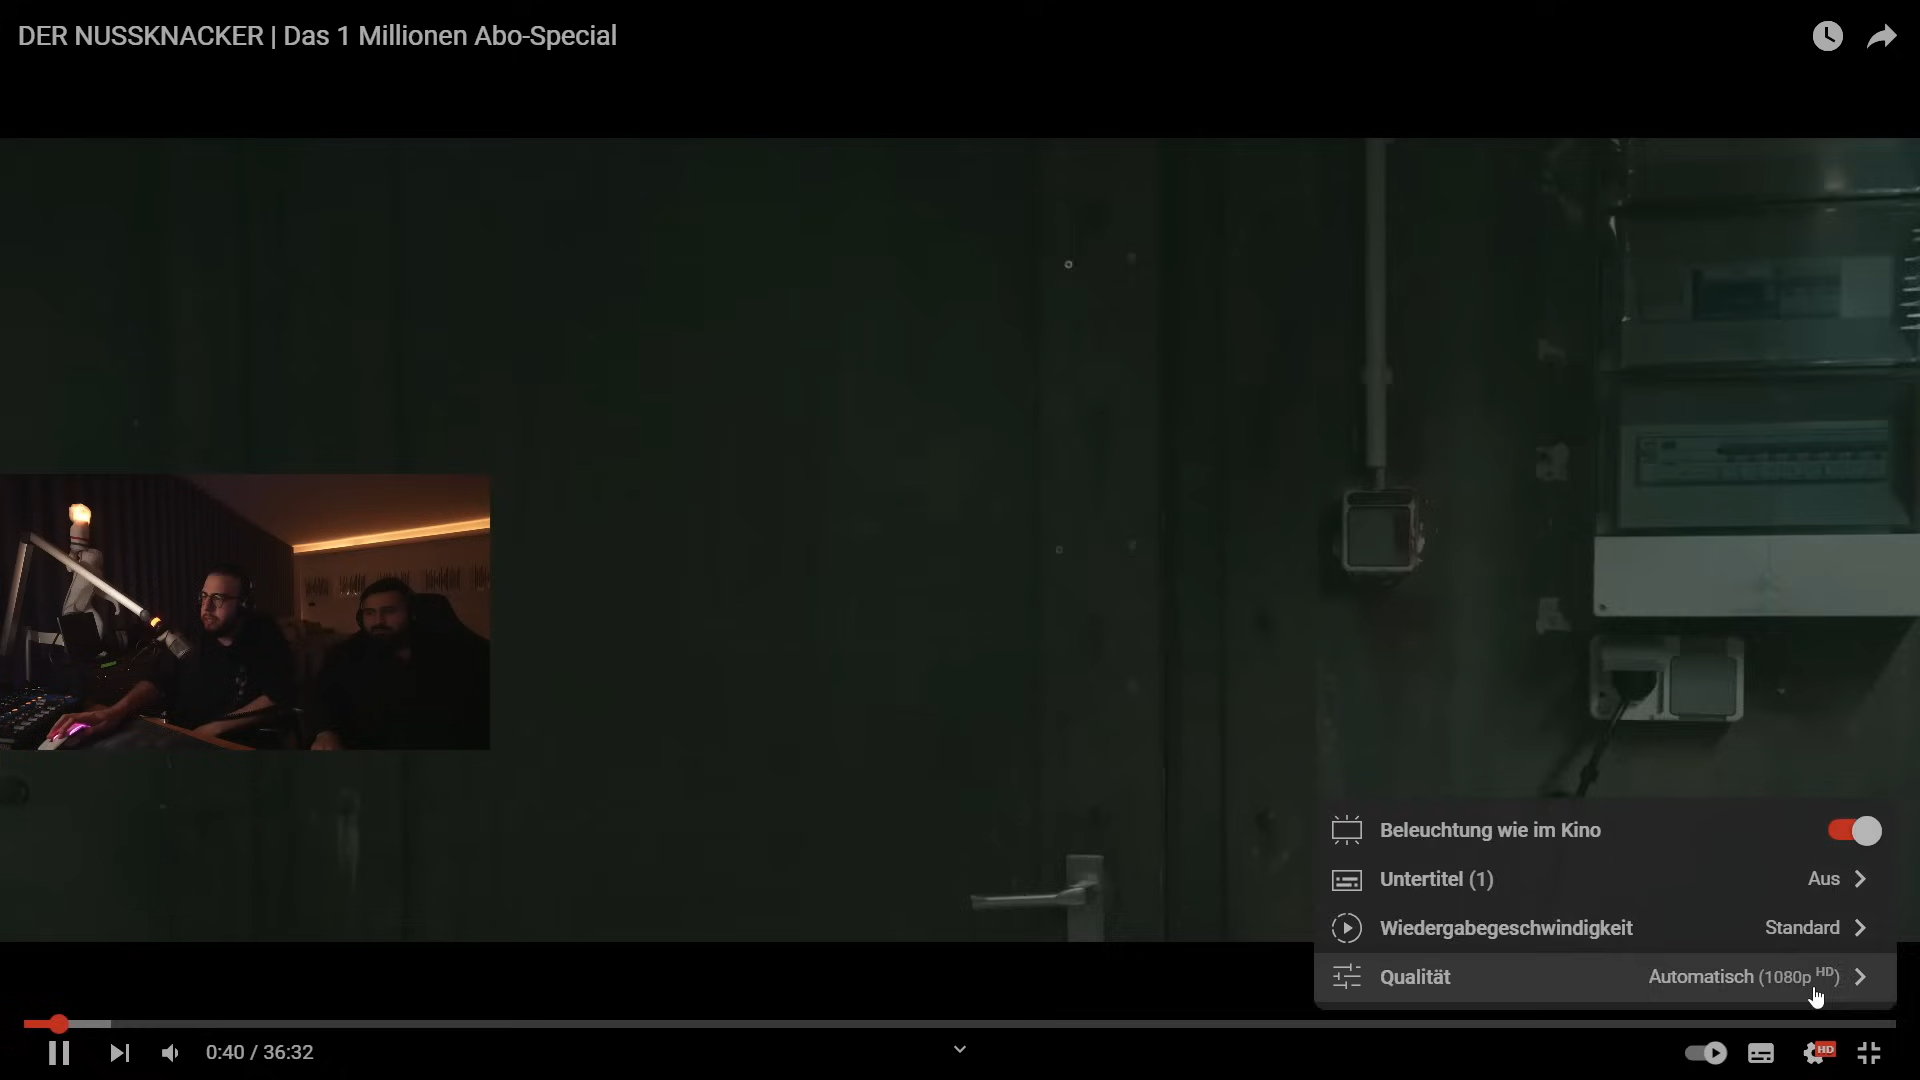 DER NUSSKNACKER | Das 1 Millionen Abo-Special
Beleuchtung wie im Kino
Untertitel (1) Aus
Wiedergabegeschwindigkeit Standard
Qualität Automatisch (1080p HD)
0:40 / 36:32
HD